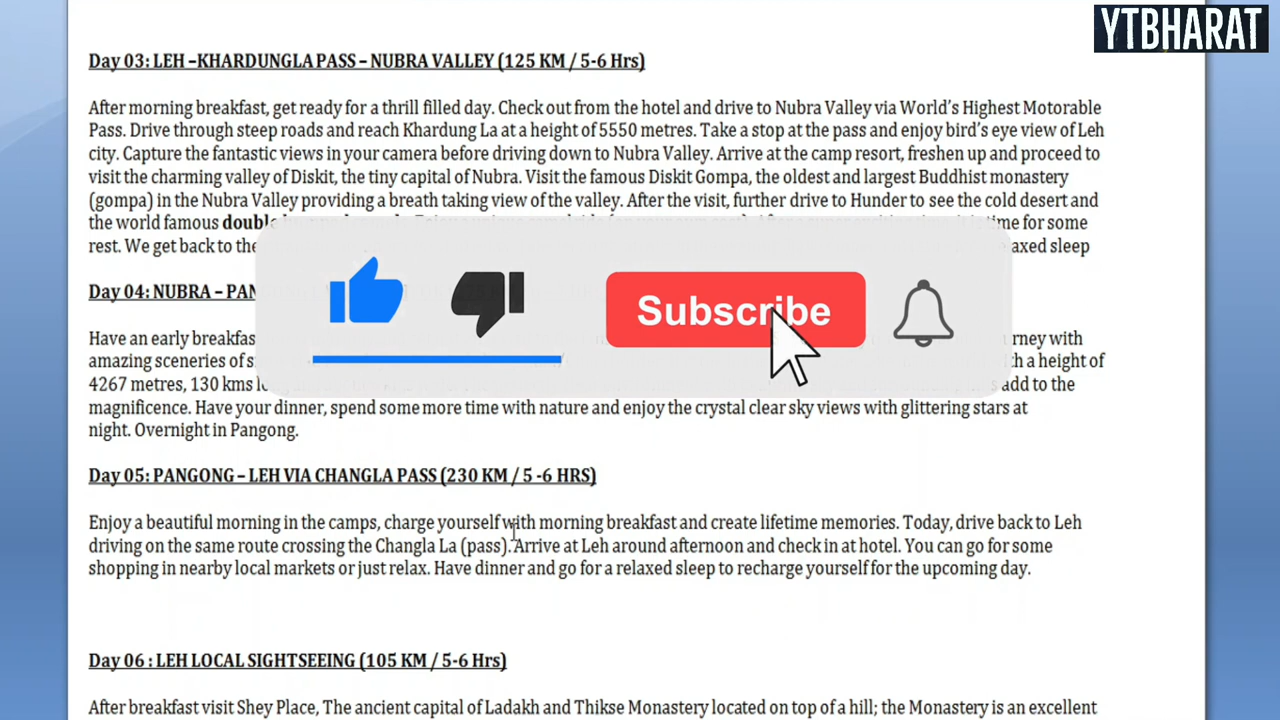 YTBHARAT
Day 03: LEH –KHARDUNGLA PASS – NUBRA VALLEY (125 KM / 5-6 Hrs)
After morning breakfast, get ready for a thrill filled day. Check out from the hotel and drive to Nubra Valley via World's Highest Motorable
Pass. Drive through steep roads and reach Khardung La at a height of 5550 metres. Take a stop at the pass and enjoy bird's eye view of Leh
city. Capture the fantastic views in your camera before driving down to Nubra Valley. Arrive at the camp resort, freshen up and proceed to
visit the charming valley of Diskit, the tiny capital of Nubra. Visit the famous Diskit Gompa, the oldest and largest Buddhist monastery
(gompa) in the Nubra Valley providing a breath taking view of the valley. After the visit, further drive to Hunder to see the cold desert and
the world famous for some
rest. We get back to the sleep
Day 04: NUBRA –
Have an early with
amazing sceneries of a height of
Subscribe
4267 metres, 130 kms add to the
magnificence. Have your dinner, spend some more time with nature and enjoy the crystal clear sky views with glittering stars at
night. Overnight in Pangong.
Day 05: PANGONG – LEH VIA CHANGLA PASS (230 KM / 5 -6 HRS)
Enjoy a beautiful morning in the camps, charge yourself with morning breakfast and create lifetime memories. Today, drive back to Leh
driving on the same route crossing the Changla La (pass). Arrive at Leh around afternoon and check in at hotel. You can go for some
shopping in nearby local markets or just relax. Have dinner and go for a relaxed sleep to recharge yourself for the upcoming day.
Day 06 : LEH LOCAL SIGHTSEEING (105 KM / 5-6 Hrs)
After breakfast visit Shey Place, The ancient capital of Ladakh and Thikse Monastery located on top of a hill; the Monastery is an excellent